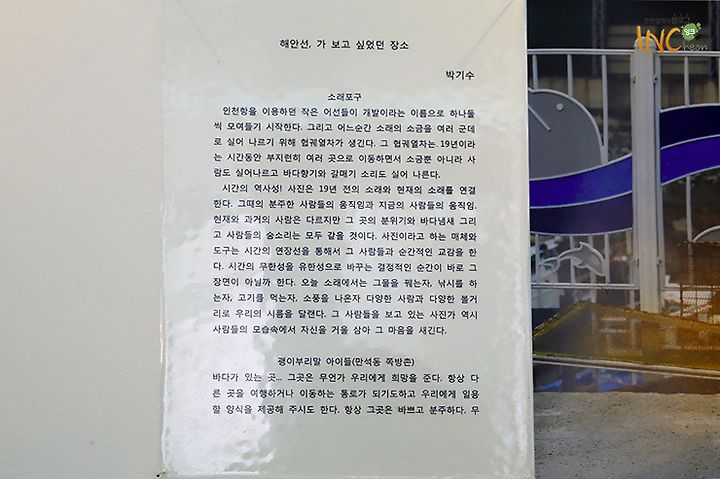 해안선, 가 보고 싶었던 장소
박기수
소래포구
인천항을 이용하던 작은 어선들이 개발이라는 이름으로 하나둘
씩 모여들기 시작한다. 그리고 어느순간 소래의 소금을 여러 군데
로 실어 나르기 위해 협궤열차가 생긴다. 그 협궤열차는 19년이라
는 시간동안 부지런히 여러 곳으로 이동하면서 소금뿐 아니라 사
람도 실어나르고 바다향기와 갈매기 소리도 실어 나른다.
시간의 역사성! 사진은 19년 전의 소래와 현재의 소래를 연결
한다. 그때의 분주한 사람들의 움직임과 지금의 사람들의 움직임.
현재와 과거의 사람은 다르지만 그 곳의 분위기와 바다냄새 그리
고 사람들의 숨소리는 모두 같을 것이다. 사진이라고 하는 매체와
도구는 시간의 연장선을 통해서 그 사람들과 순간적인 교감을 한
다. 시간의 무한성을 유한성으로 바꾸는 결정적인 순간이 바로 그
장면이 아닐까 한다. 오늘 소래에서는 그물을 꿰는자, 낚시를 하
는자, 고기를 먹는자, 소풍을 나온자 다양한 사람과 다양한 볼거
리로 우리의 시름을 달랜다. 그 사람들을 보고 있는 사진가 역시
사람들의 모습속에서 자신을 거울 삼아 그 마음을 새긴다.
괭이부리말 아이들(만석동 쪽방촌)
바다가 있는 곳... 그곳은 무언가 우리에게 희망을 준다. 항상 다
른 곳을 여행하거나 이동하는 통로가 되기도하고 우리에게 일용
할 양식을 제공해 주시도 한다. 항상 그곳은 바쁘고 분주하다. 무
인천광역시블로그
INCheon